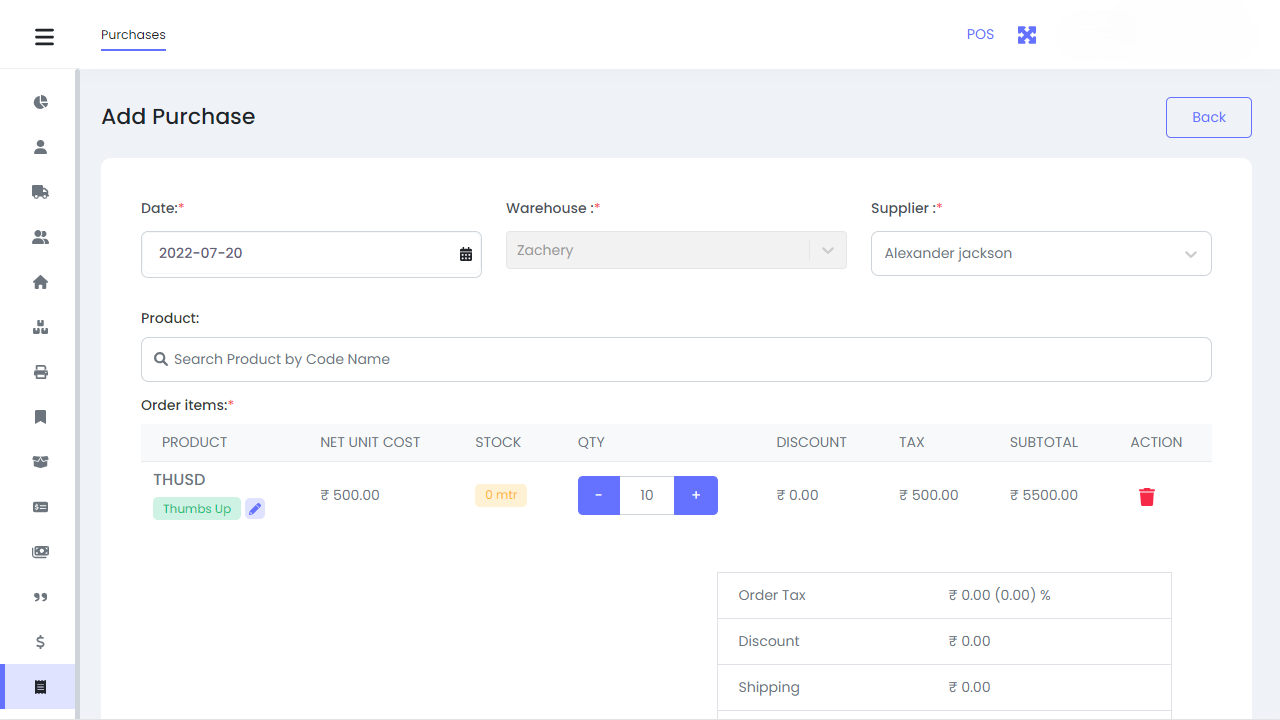 Purchases
POS
Add Purchase
Back
Date:*
Warehouse :*
Supplier :*
2022-07-20
Zachery
Alexander jackson
Product:
Search Product by Code Name
Order items:*
PRODUCT NET UNIT COST STOCK QTY DISCOUNT TAX SUBTOTAL ACTION
THUSD
Thumbs Up
₹ 500.00
0 mtr
- 10 +
₹ 0.00
₹ 500.00
₹ 5500.00
Order Tax ₹ 0.00 (0.00) %
Discount ₹ 0.00
Shipping ₹ 0.00